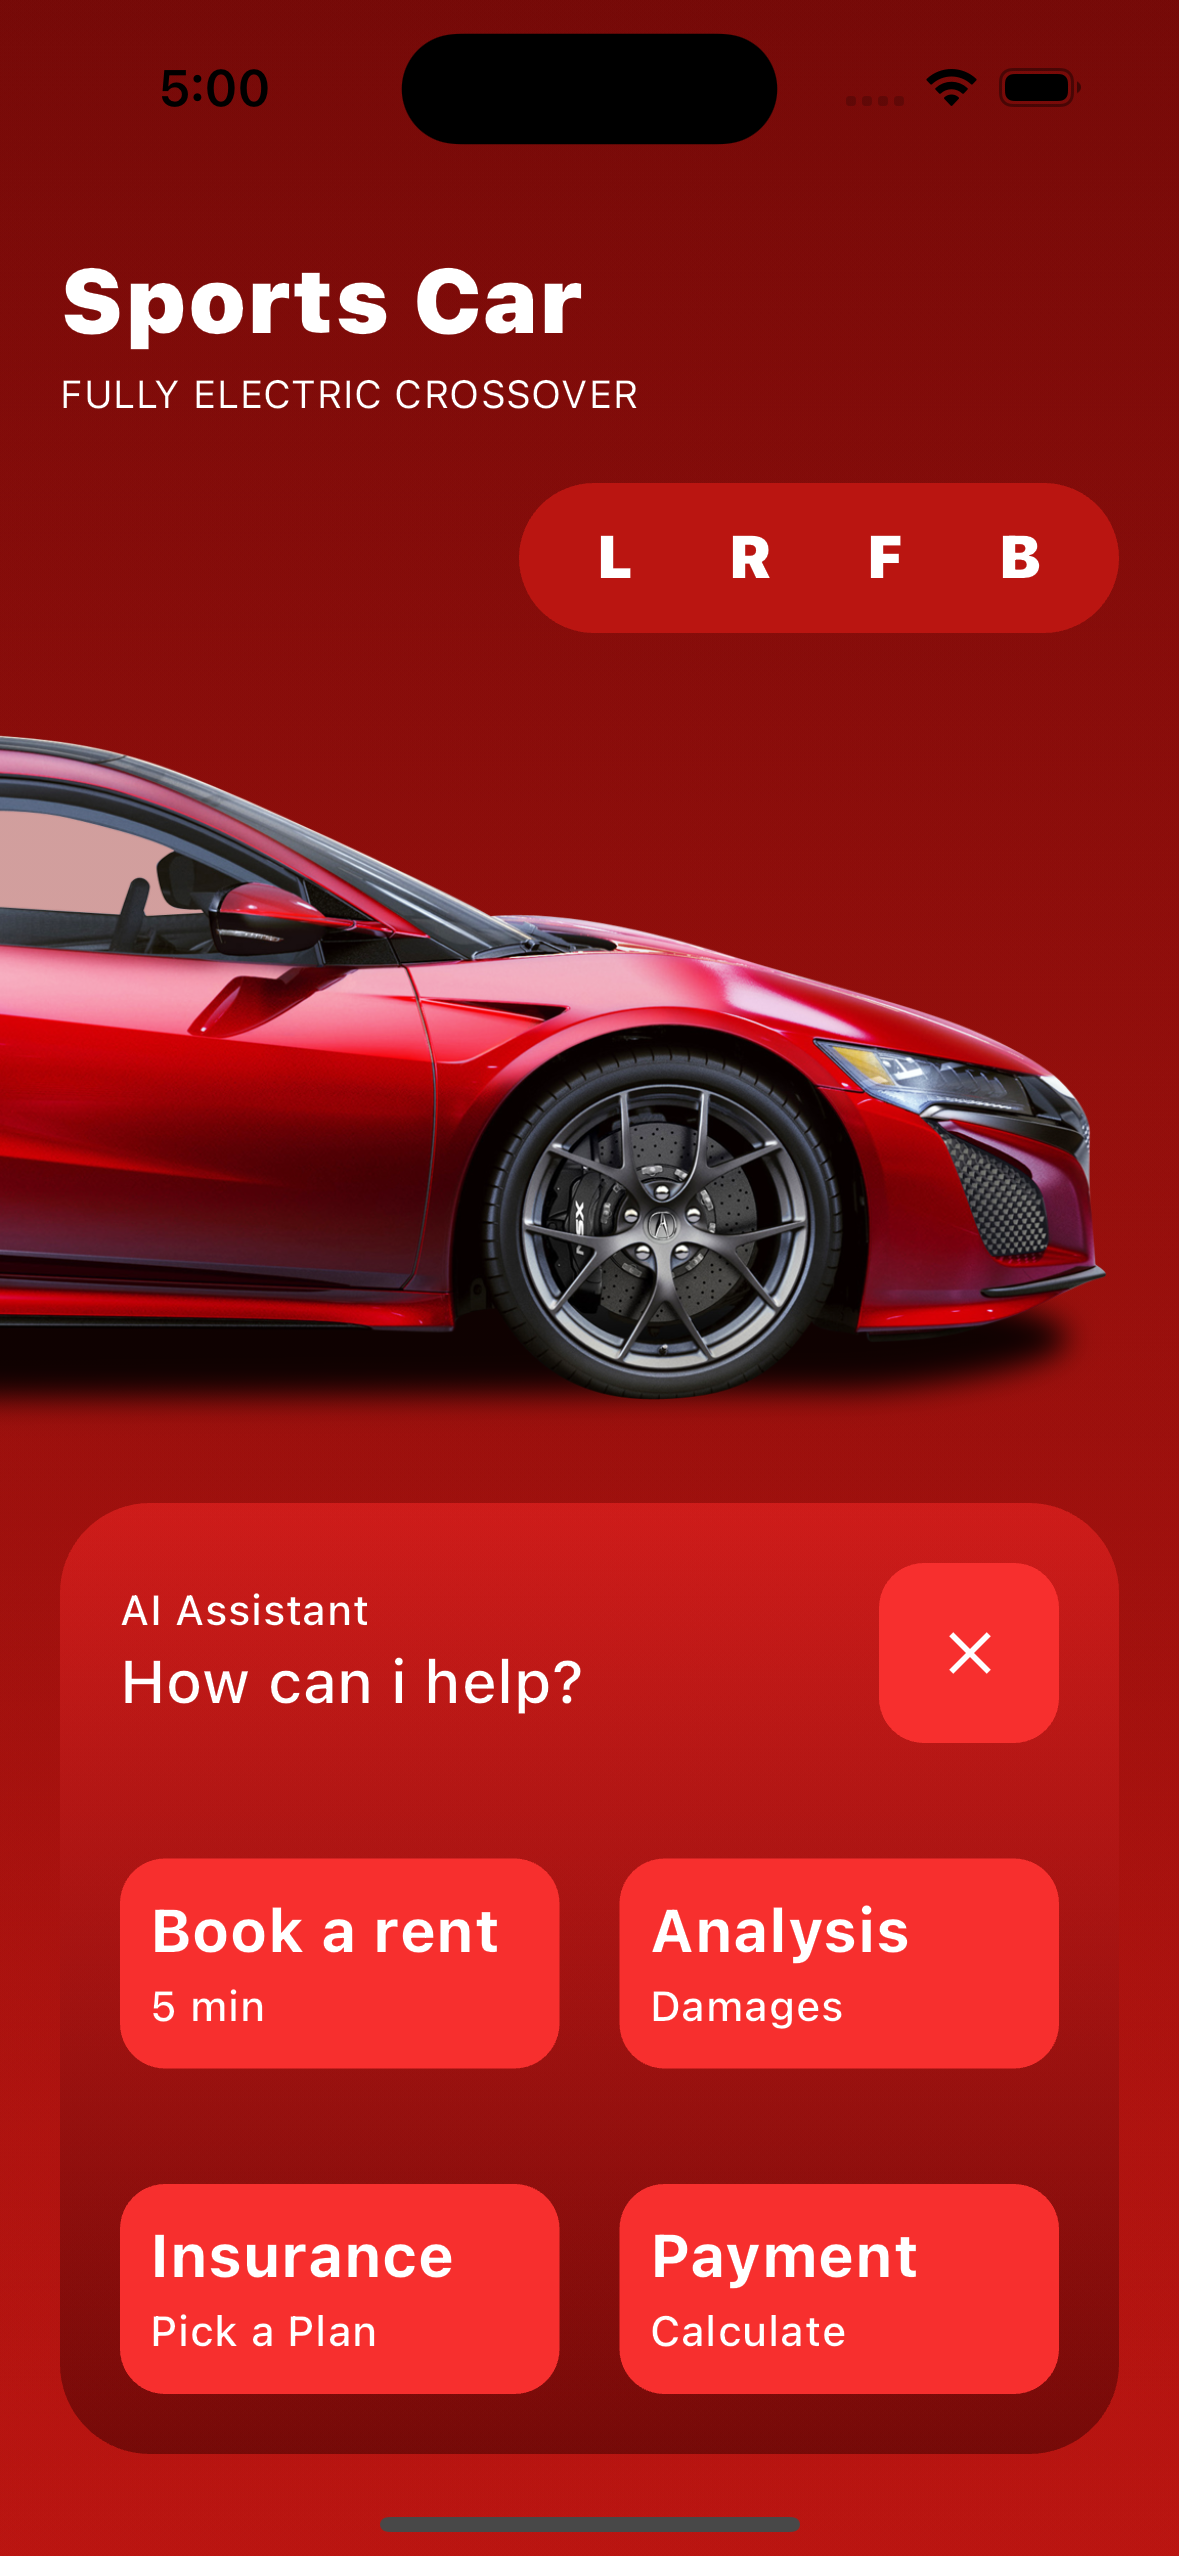 5:00
Sports Car
FULLY ELECTRIC CROSSOVER
L R F B
NSX
AI Assistant
How can i help?
Book a rent
5 min
Analysis
Damages
Insurance
Pick a Plan
Payment
Calculate